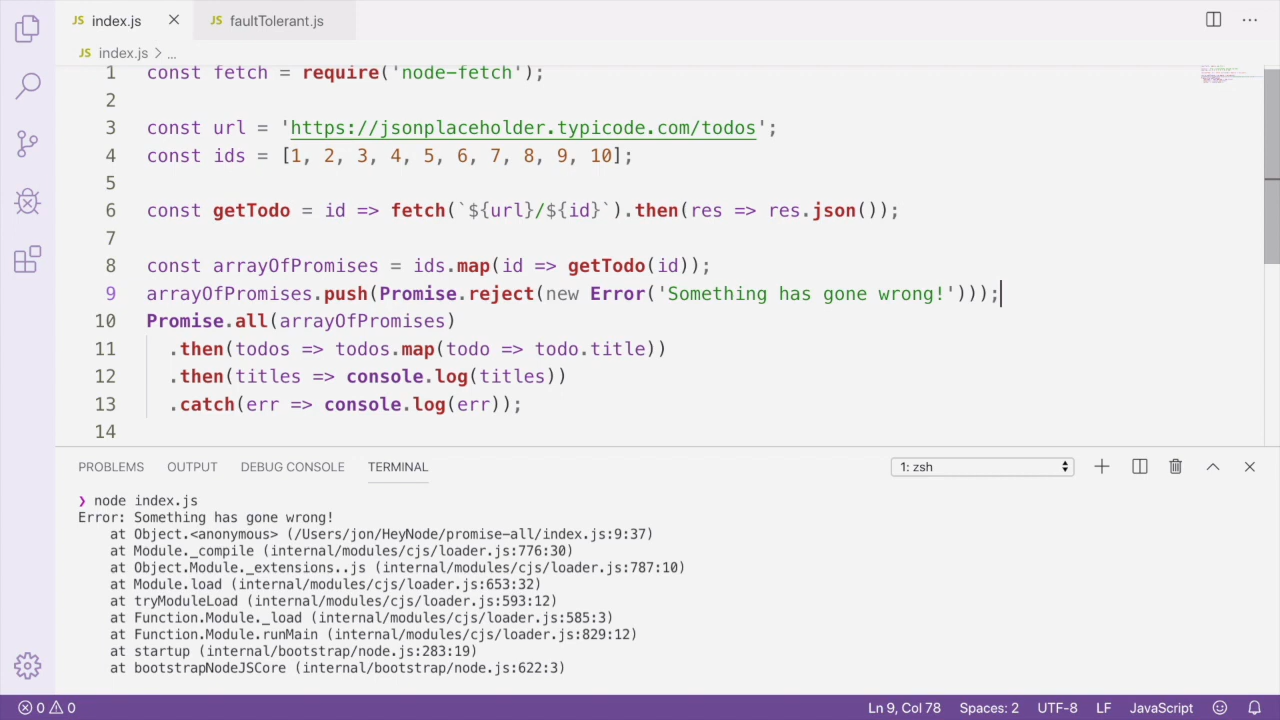 JS index.js
JS faultTolerant.js
JS index.js > ...
1 const fetch = require('node-fetch');
2
3 const url = 'https://jsonplaceholder.typicode.com/todos';
4 const ids = [1, 2, 3, 4, 5, 6, 7, 8, 9, 10];
5
6 const getTodo = id => fetch(`${url}/${id}`).then(res => res.json());
7
8 const arrayOfPromises = ids.map(id => getTodo(id));
9 arrayOfPromises.push(Promise.reject(new Error('Something has gone wrong!')));
10 Promise.all(arrayOfPromises)
11 .then(todos => todos.map(todo => todo.title))
12 .then(titles => console.log(titles))
13 .catch(err => console.log(err));
14
PROBLEMS OUTPUT DEBUG CONSOLE TERMINAL 1: zsh
❯ node index.js
Error: Something has gone wrong!
at Object.<anonymous> (/Users/jon/HeyNode/promise-all/index.js:9:37)
at Module._compile (internal/modules/cjs/loader.js:776:30)
at Object.Module._extensions..js (internal/modules/cjs/loader.js:787:10)
at Module.load (internal/modules/cjs/loader.js:653:32)
at tryModuleLoad (internal/modules/cjs/loader.js:593:12)
at Function.Module._load (internal/modules/cjs/loader.js:585:3)
at Function.Module.runMain (internal/modules/cjs/loader.js:829:12)
at startup (internal/bootstrap/node.js:283:19)
at bootstrapNodeJSCore (internal/bootstrap/node.js:622:3)
0 0 Ln 9, Col 78 Spaces: 2 UTF-8 LF JavaScript